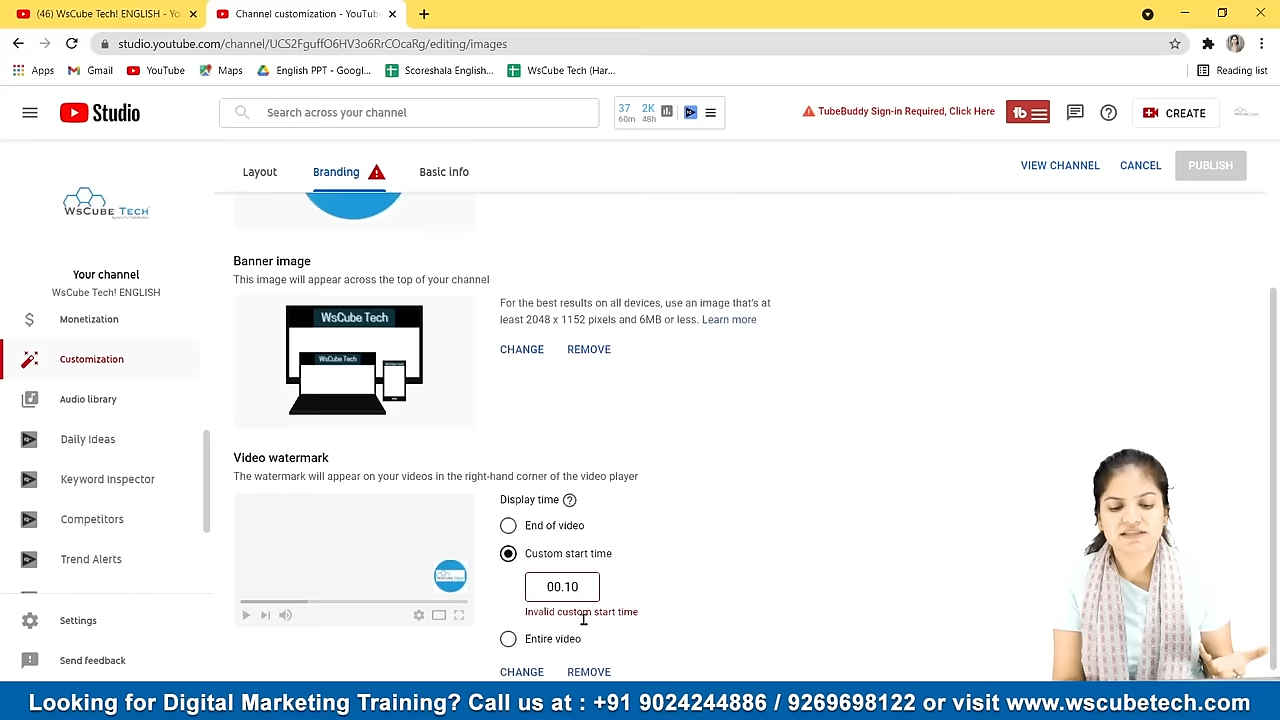 (46) WsCube Tech! ENGLISH - Yo
Channel customization - YouTub
studio.youtube.com/channel/UCS2FguffO6HV3o6RrCOcaRg/editing/images
Apps
Gmail
YouTube
Maps
English PPT - Googl...
Scoreshala English...
WsCube Tech (Har...
Reading list
Studio
Search across your channel
37 2K
60m 48h
TubeBuddy Sign-in Required, Click Here
tb
CREATE
Layout
Branding
Basic info
VIEW CHANNEL
CANCEL
PUBLISH
WsCube Tech
Your channel
WsCube Tech! ENGLISH
Monetization
Customization
Audio library
Daily Ideas
Keyword Inspector
Competitors
Trend Alerts
Settings
Send feedback
Banner image
This image will appear across the top of your channel
WsCube Tech
WsCube Tech
WsCube Tech
For the best results on all devices, use an image that's at
least 2048 x 1152 pixels and 6MB or less. Learn more
CHANGE
REMOVE
Video watermark
The watermark will appear on your videos in the right-hand corner of the video player
Display time
End of video
Custom start time
00.10
Invalid custom start time
Entire video
CHANGE
REMOVE
Looking for Digital Marketing Training? Call us at : +91 9024244886 / 9269698122 or visit www.wscubetech.com